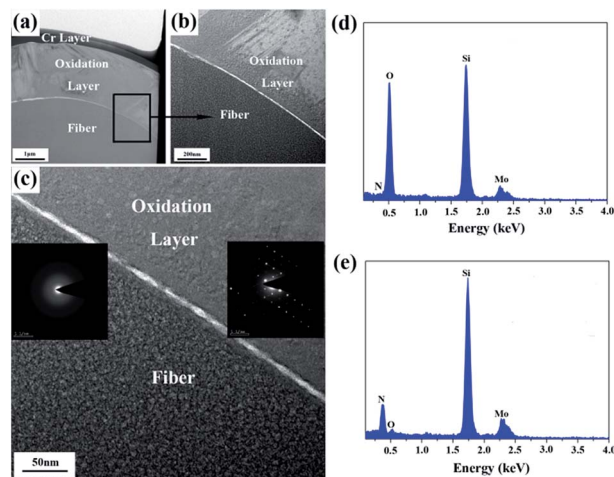 (a)
Cr Layer
Oxidation
Layer
Fiber
1μm
(b)
Oxidation
Layer
Fiber
200nm
(c)
Oxidation
Layer
Fiber
50nm
(d)
O
Si
N
Mo
0.5 1.0 1.5 2.0 2.5 3.0 3.5 4.0
Energy (keV)
(e)
Si
N
O
Mo
0.5 1.0 1.5 2.0 2.5 3.0 3.5 4.0
Energy (keV)